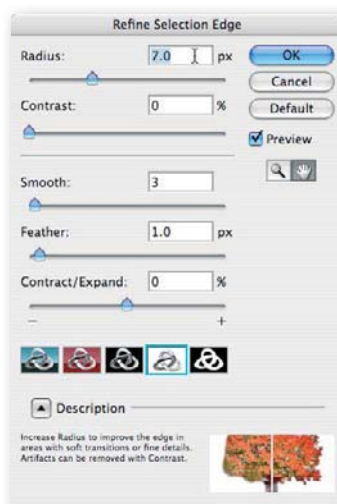 Refine Selection Edge
Radius: 7.0 px
OK
Cancel
Contrast: 0 %
Default
Preview
Smooth: 3
Feather: 1.0 px
Contract/Expand: 0 %
− +
Description
Increase Radius to improve the edge in
areas with soft transitions or fine details.
Artifacts can be removed with Contrast.